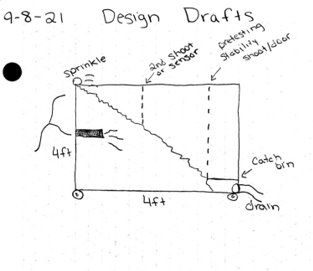 9-8-21 Design Drafts
sprinkle
2nd shoot
or sensor
pretesting
stability
shoot/door
4ft
Catch
bin
4ft
drain